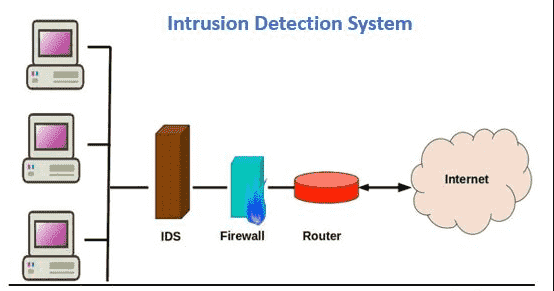 Intrusion Detection System
Internet
IDS
Firewall
Router